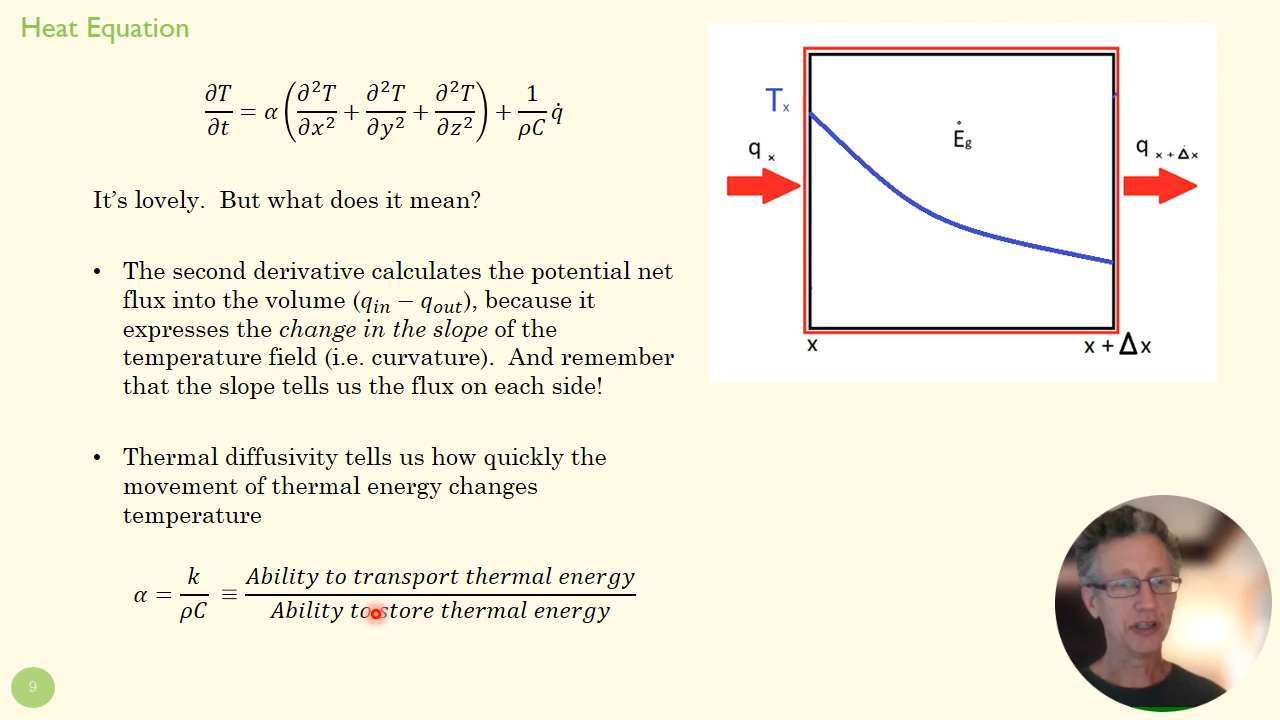 Heat Equation
∂T/∂t = α (∂²T/∂x² + ∂²T/∂y² + ∂²T/∂z²) + 1/ρC q̇
It's lovely. But what does it mean?
• The second derivative calculates the potential net
flux into the volume (q_in − q_out), because it
expresses the change in the slope of the
temperature field (i.e. curvature). And remember
that the slope tells us the flux on each side!
• Thermal diffusivity tells us how quickly the
movement of thermal energy changes
temperature
α = k/ρC ≡ Ability to transport thermal energy/Ability to store thermal energy
9
Tx
Ėg
q x
q x + Δx
x
x + Δx